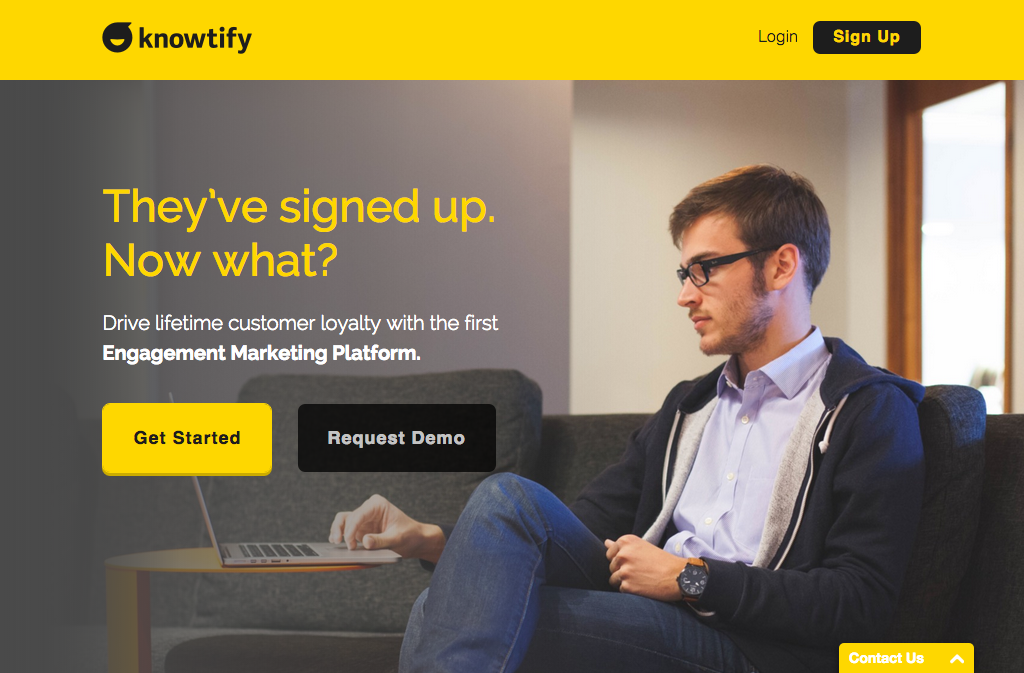 knowtify
Login
Sign Up
They've signed up.
Now what?
Drive lifetime customer loyalty with the first
Engagement Marketing Platform.
Get Started
Request Demo
Contact Us